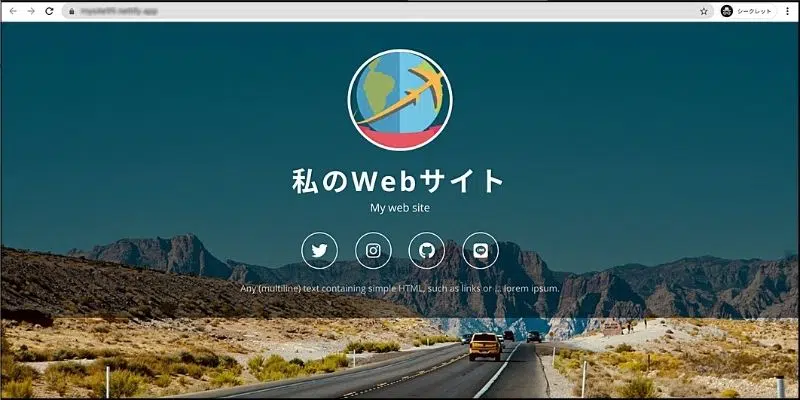 シークレット
私のWebサイト
My web site
LINE
Any (multiline) text containing simple HTML, such as links or ... lorem ipsum.